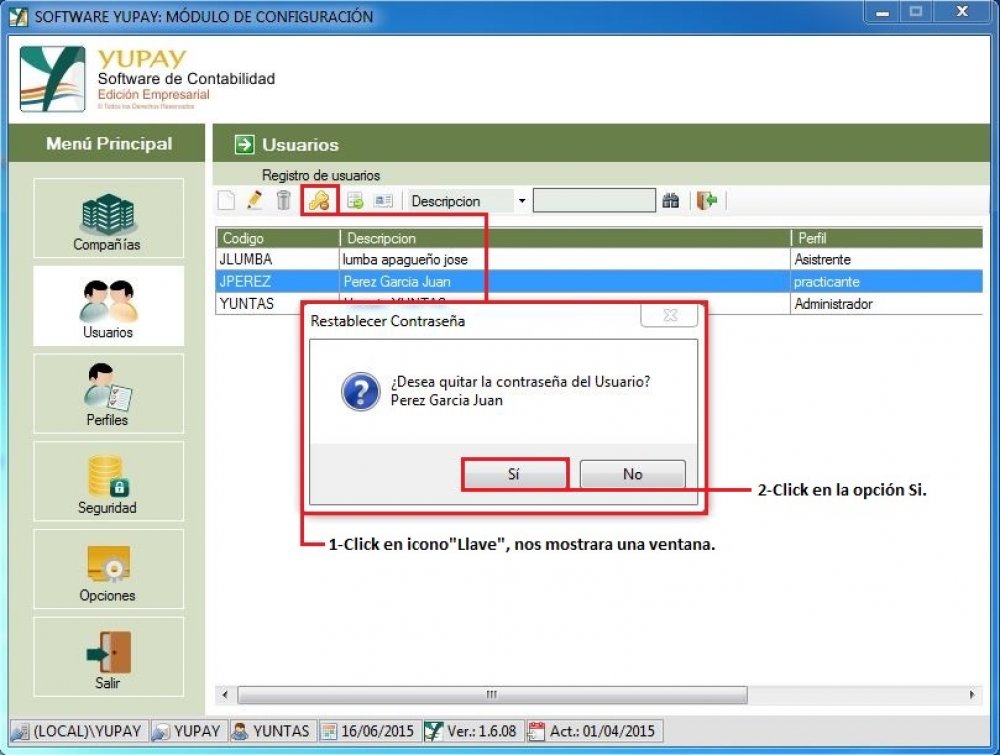 SOFTWARE YUPAY: MÓDULO DE CONFIGURACIÓN
YUPAY
Software de Contabilidad
Edición Empresarial
© Todos los Derechos Reservados
Menú Principal
Usuarios
Registro de usuarios
Descripcion
Codigo Descripcion Perfil
JLUMBA lumba apagueño jose Asistrente
JPEREZ Perez Garcia Juan practicante
YUNTAS YUNTAS Administrador
Compañías
Usuarios
Perfiles
Seguridad
Opciones
Salir
Restablecer Contraseña
¿Desea quitar la contraseña del Usuario?
Perez Garcia Juan
Sí No
2-Click en la opción Si.
1-Click en icono"Llave", nos mostrara una ventana.
(LOCAL)\YUPAY YUPAY YUNTAS 16/06/2015 Ver.: 1.6.08 Act.: 01/04/2015